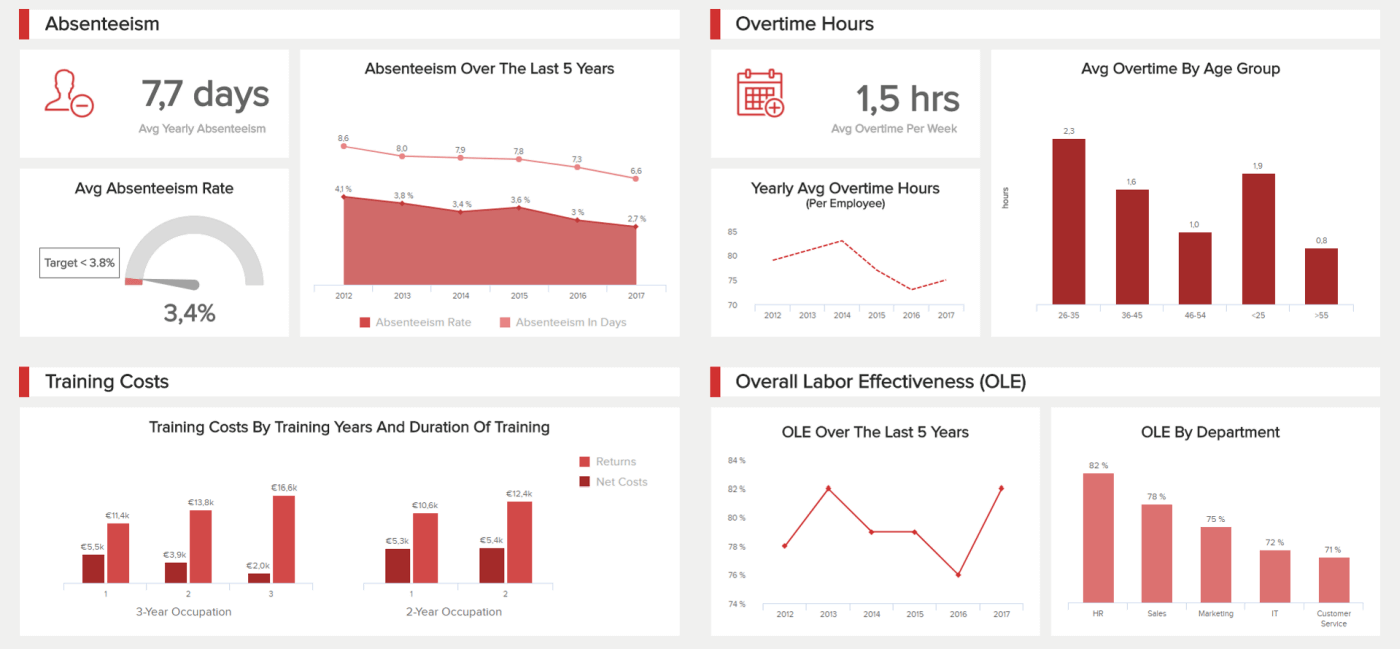 Absenteeism
7,7 days
Avg Yearly Absenteeism
Avg Absenteeism Rate
Target < 3.8%
3,4%
Absenteeism Over The Last 5 Years
8,6
8,0
7,9
7,8
7,3
6,6
4,1 %
3,8 %
3,4 %
3,6 %
3 %
2,7 %
2012 2013 2014 2015 2016 2017
Absenteeism Rate Absenteeism In Days
Overtime Hours
1,5 hrs
Avg Overtime Per Week
Yearly Avg Overtime Hours
(Per Employee)
85
80
75
70
2012 2013 2014 2015 2016 2017
Avg Overtime By Age Group
hours
2,3
1,6
1,0
1,9
0,8
26-35 36-45 46-54 <25 >55
Training Costs
Training Costs By Training Years And Duration Of Training
Returns
Net Costs
€5,5k
€11,4k
€3,9k
€13,8k
€2,0k
€16,6k
1 2 3
3-Year Occupation
€5,3k
€10,6k
€5,4k
€12,4k
1 2
2-Year Occupation
Overall Labor Effectiveness (OLE)
OLE Over The Last 5 Years
84 %
82 %
80 %
78 %
76 %
74 %
2012 2013 2014 2015 2016 2017
OLE By Department
82 %
78 %
75 %
72 %
71 %
HR Sales Marketing IT Customer
Service